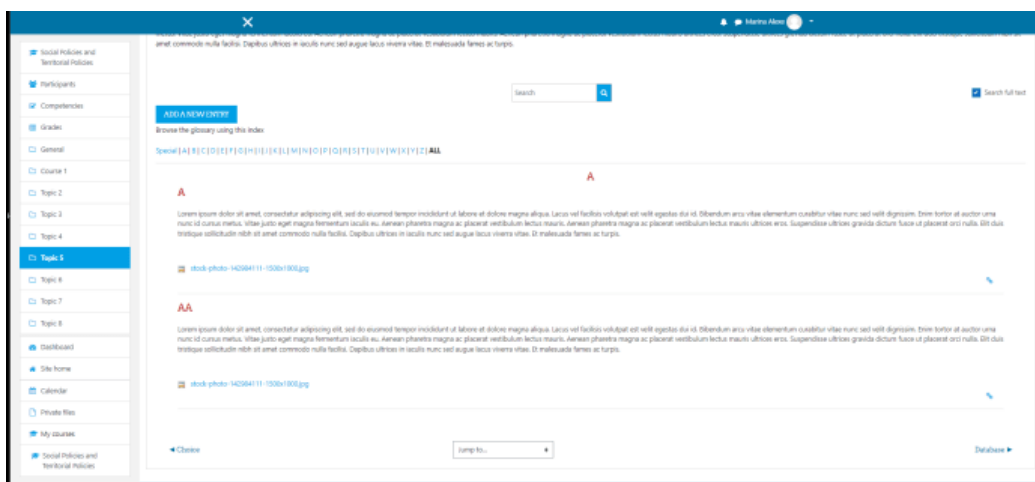 Marina Alexe
Social Policies and
Territorial Policies
Participants
Competencies
Grades
General
Course 1
Topic 2
Topic 3
Topic 4
Topic 5
Topic 6
Topic 7
Topic 8
Dashboard
Site home
Calendar
Private files
My courses
Social Policies and
Territorial Policies
amet commodo nulla facilisi. Dapibus ultrices in iaculis nunc sed augue lacus viverra vitae. Et malesuada fames ac turpis.
Search
Search full text
ADD A NEW ENTRY
Browse the glossary using this index
Special | A | B | C | D | E | F | G | H | I | J | K | L | M | N | O | P | Q | R | S | T | U | V | W | X | Y | Z | ALL
A
A
Lorem ipsum dolor sit amet, consectetur adipiscing elit, sed do eiusmod tempor incididunt ut labore et dolore magna aliqua. Lacus vel facilisis volutpat est velit egestas dui id. Bibendum arcu vitae elementum curabitur vitae nunc sed velit dignissim. Enim tortor at auctor urna
nunc id cursus metus. Vitae justo eget magna fermentum iaculis eu. Aenean pharetra magna ac placerat vestibulum lectus mauris. Aenean pharetra magna ac placerat vestibulum lectus mauris ultrices eros. Suspendisse ultrices gravida dictum fusce ut placerat orci nulla. Elit duis
tristique sollicitudin nibh sit amet commodo nulla facilisi. Dapibus ultrices in iaculis nunc sed augue lacus viverra vitae. Et malesuada fames ac turpis.
stock-photo-142984111-1500x1000.jpg
AA
Lorem ipsum dolor sit amet, consectetur adipiscing elit, sed do eiusmod tempor incididunt ut labore et dolore magna aliqua. Lacus vel facilisis volutpat est velit egestas dui id. Bibendum arcu vitae elementum curabitur vitae nunc sed velit dignissim. Enim tortor at auctor urna
nunc id cursus metus. Vitae justo eget magna fermentum iaculis eu. Aenean pharetra magna ac placerat vestibulum lectus mauris. Aenean pharetra magna ac placerat vestibulum lectus mauris ultrices eros. Suspendisse ultrices gravida dictum fusce ut placerat orci nulla. Elit duis
tristique sollicitudin nibh sit amet commodo nulla facilisi. Dapibus ultrices in iaculis nunc sed augue lacus viverra vitae. Et malesuada fames ac turpis.
stock-photo-142984111-1500x1000.jpg
◄ Choice
Jump to...
Database ►